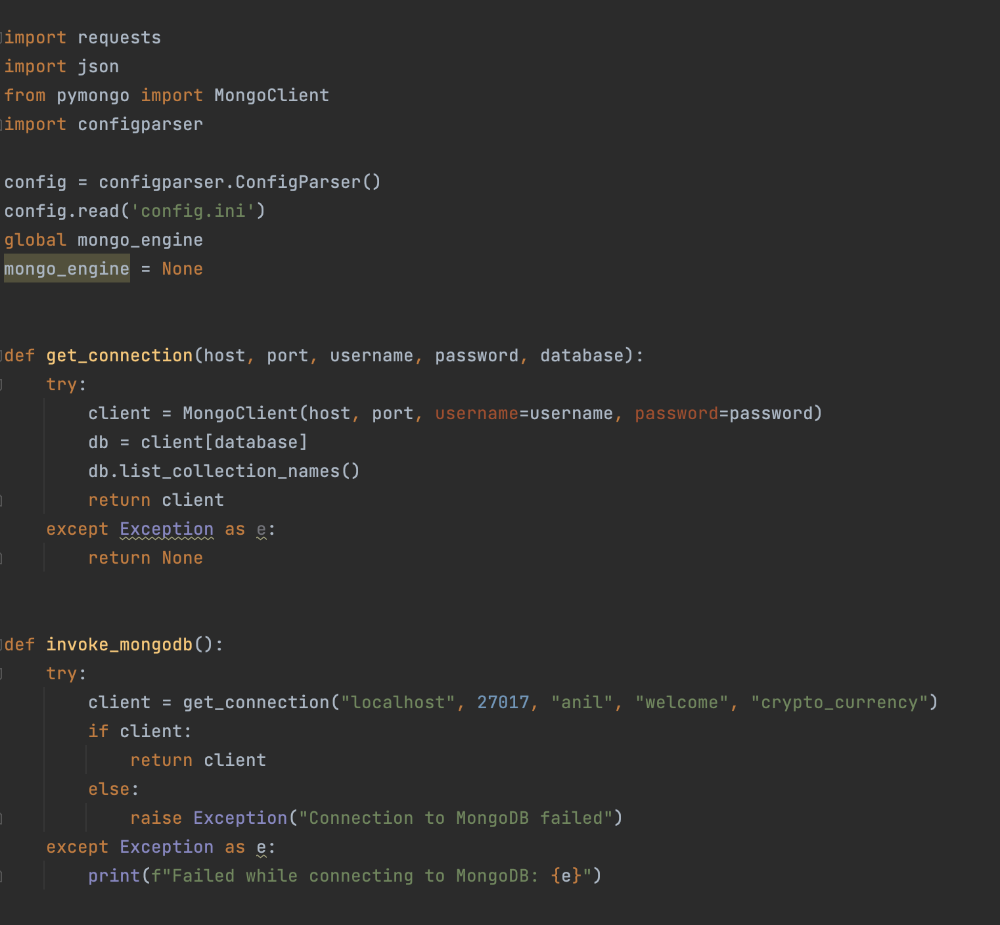 import requests
import json
from pymongo import MongoClient
import configparser
config = configparser.ConfigParser()
config.read('config.ini')
global mongo_engine
mongo_engine = None
def get_connection(host, port, username, password, database):
    try:
        client = MongoClient(host, port, username=username, password=password)
        db = client[database]
        db.list_collection_names()
        return client
    except Exception as e:
        return None
def invoke_mongodb():
    try:
        client = get_connection("localhost", 27017, "anil", "welcome", "crypto_currency")
        if client:
            return client
        else:
            raise Exception("Connection to MongoDB failed")
    except Exception as e:
        print(f"Failed while connecting to MongoDB: {e}")